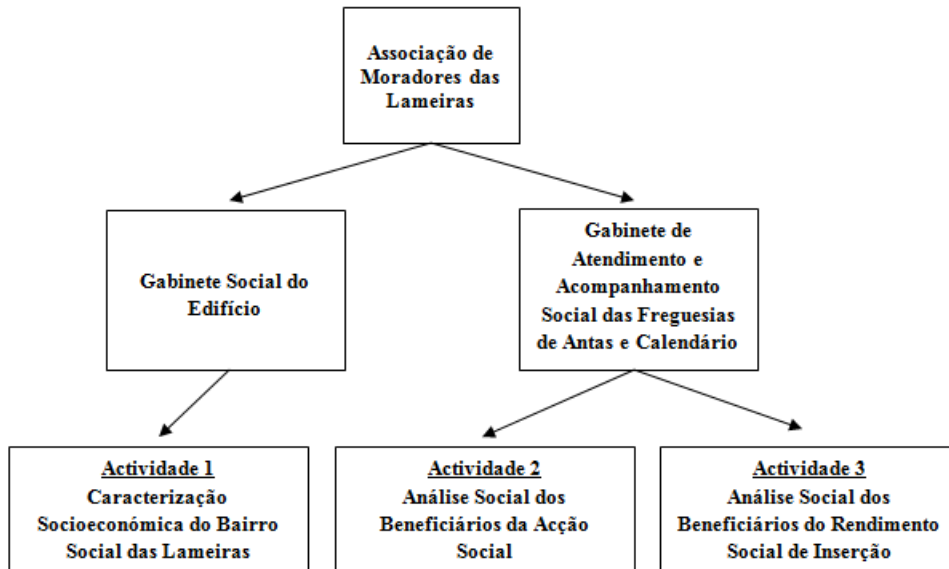 Associação de
Moradores das
Lameiras
Gabinete Social do
Edifício
Gabinete de
Atendimento e
Acompanhamento
Social das Freguesias
de Antas e Calendário
Actividade 1
Caracterização
Socioeconómica do Bairro
Social das Lameiras
Actividade 2
Análise Social dos
Beneficiários da Acção
Social
Actividade 3
Análise Social dos
Beneficiários do Rendimento
Social de Inserção